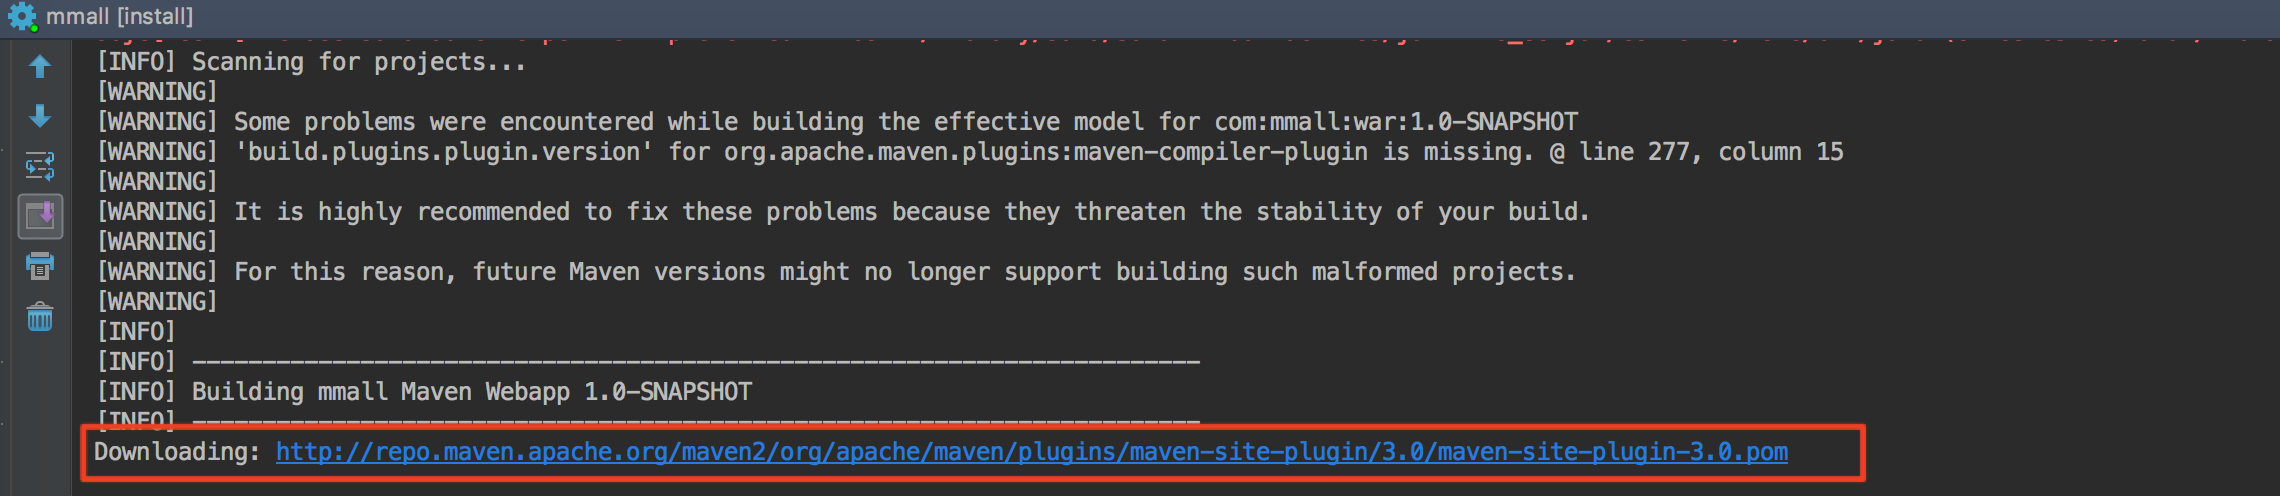 mmall [install]
[INFO] Scanning for projects...
[WARNING]
[WARNING] Some problems were encountered while building the effective model for com:mmall:war:1.0-SNAPSHOT
[WARNING] 'build.plugins.plugin.version' for org.apache.maven.plugins:maven-compiler-plugin is missing. @ line 277, column 15
[WARNING]
[WARNING] It is highly recommended to fix these problems because they threaten the stability of your build.
[WARNING]
[WARNING] For this reason, future Maven versions might no longer support building such malformed projects.
[WARNING]
[INFO]
[INFO] ------------------------------------------------------------------------
[INFO] Building mmall Maven Webapp 1.0-SNAPSHOT
[INFO] ------------------------------------------------------------------------
Downloading: http://repo.maven.apache.org/maven2/org/apache/maven/plugins/maven-site-plugin/3.0/maven-site-plugin-3.0.pom